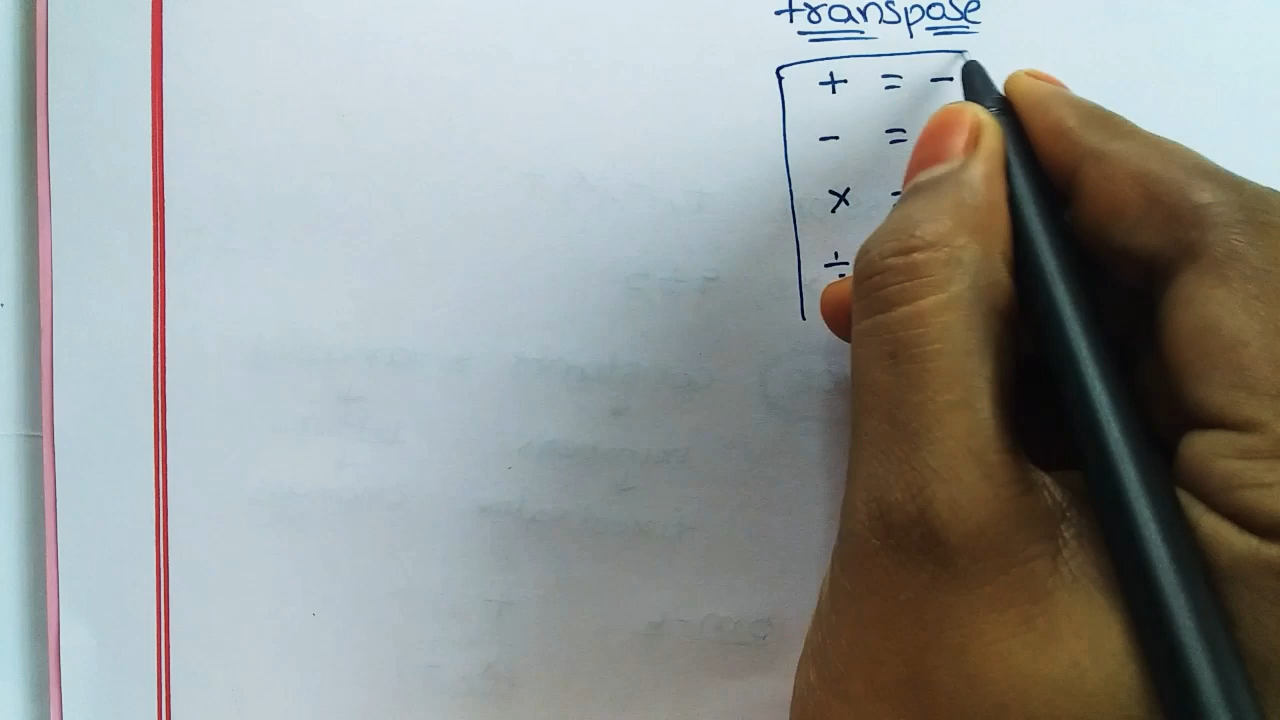 transpose
+ = -
- =
× =
÷